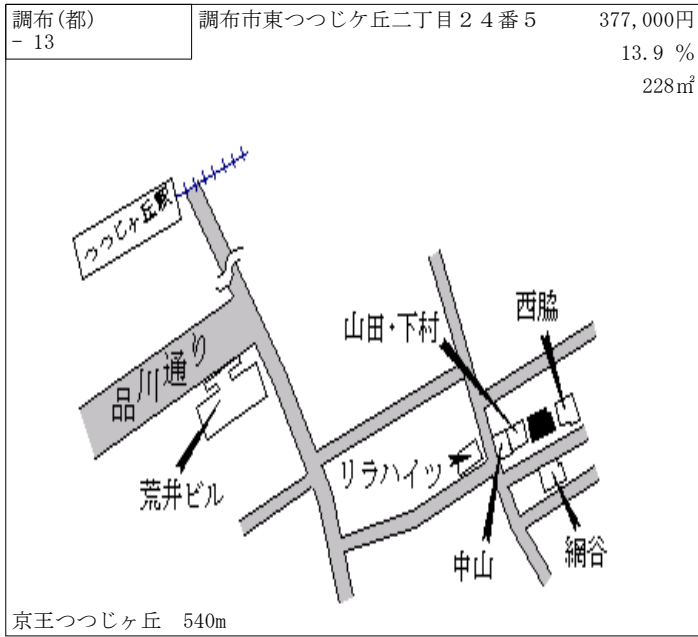 調布(都)
- 13
調布市東つつじケ丘二丁目２４番５
377,000円
13.9 %
228㎡
つつじヶ丘駅
品川通り
荒井ビル
山田・下村
西脇
リラハイツ
中山
網谷
京王つつじヶ丘 540m